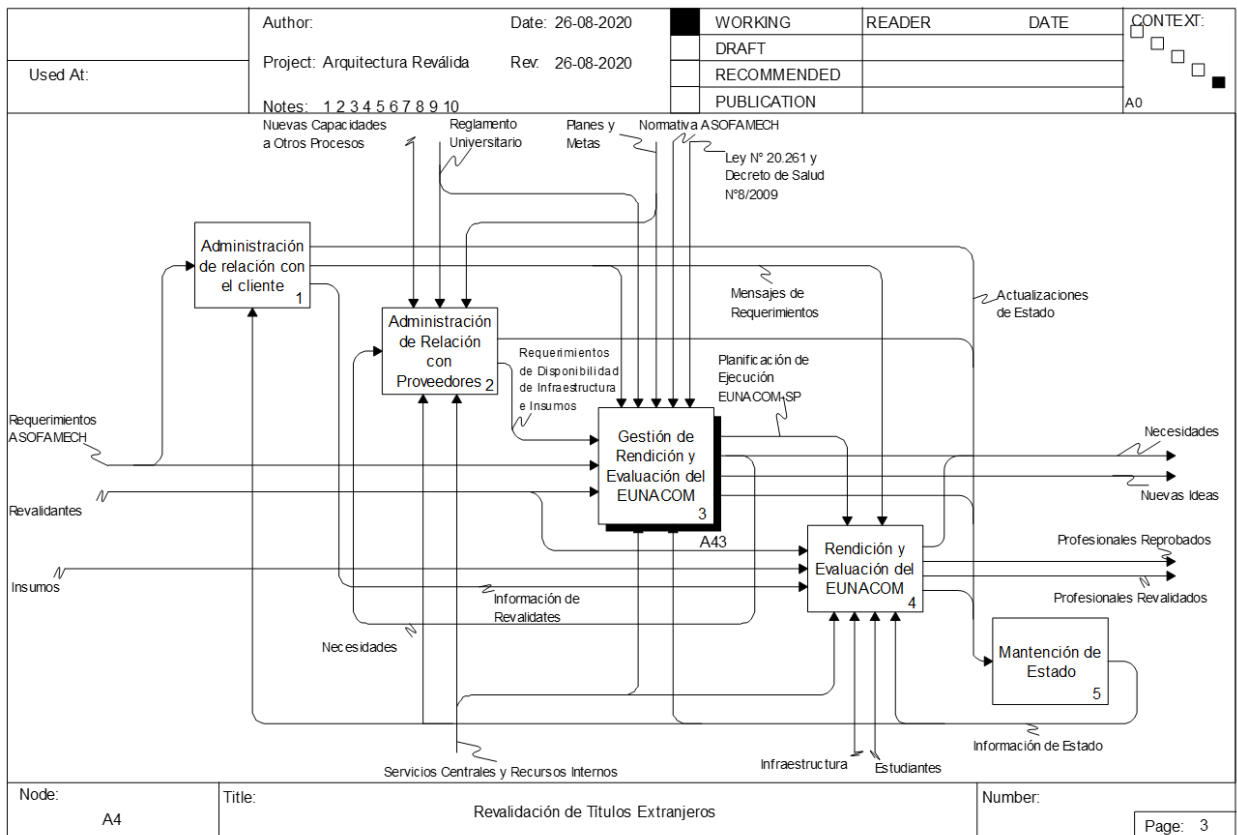 Used At:
Author:
Date: 26-08-2020
Project: Arquitectura Reválida
Rev: 26-08-2020
Notes: 1 2 3 4 5 6 7 8 9 10
WORKING
DRAFT
RECOMMENDED
PUBLICATION
READER
DATE
CONTEXT:
A0
Nuevas Capacidades
a Otros Procesos
Reglamento
Universitario
Planes y
Metas
Normativa ASOFAMECH
Ley N° 20.261 y
Decreto de Salud
N°8/2009
Administración
de relación con
el cliente
1
Mensajes de
Requerimientos
Actualizaciones
de Estado
Administración
de Relación
con
Proveedores
2
Requerimientos
de Disponibilidad
de Infraestructura
e Insumos
Planificación de
Ejecución
EUNACOM-SP
Requerimientos
ASOFAMECH
Gestión de
Rendición y
Evaluación del
EUNACOM
3
A43
Necesidades
Nuevas Ideas
Revalidantes
Rendición y
Evaluación del
EUNACOM
4
Profesionales Reprobados
Profesionales Revalidados
Insumos
Información de
Revalidates
Necesidades
Mantención de
Estado
5
Información de Estado
Infraestructura
Estudiantes
Servicios Centrales y Recursos Internos
Node:
A4
Title:
Revalidación de Títulos Extranjeros
Number:
Page: 3